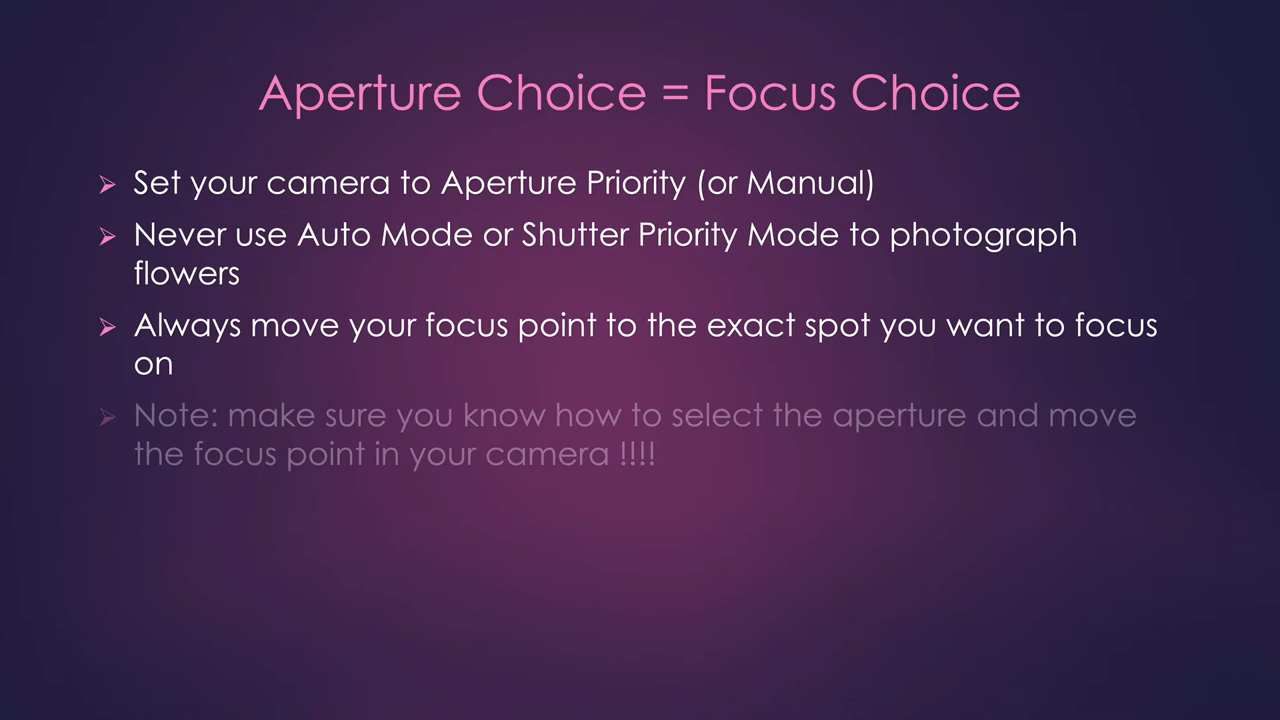 Aperture Choice = Focus Choice
Set your camera to Aperture Priority (or Manual)
Never use Auto Mode or Shutter Priority Mode to photograph
flowers
Always move your focus point to the exact spot you want to focus
on
Note: make sure you know how to select the aperture and move
the focus point in your camera !!!!